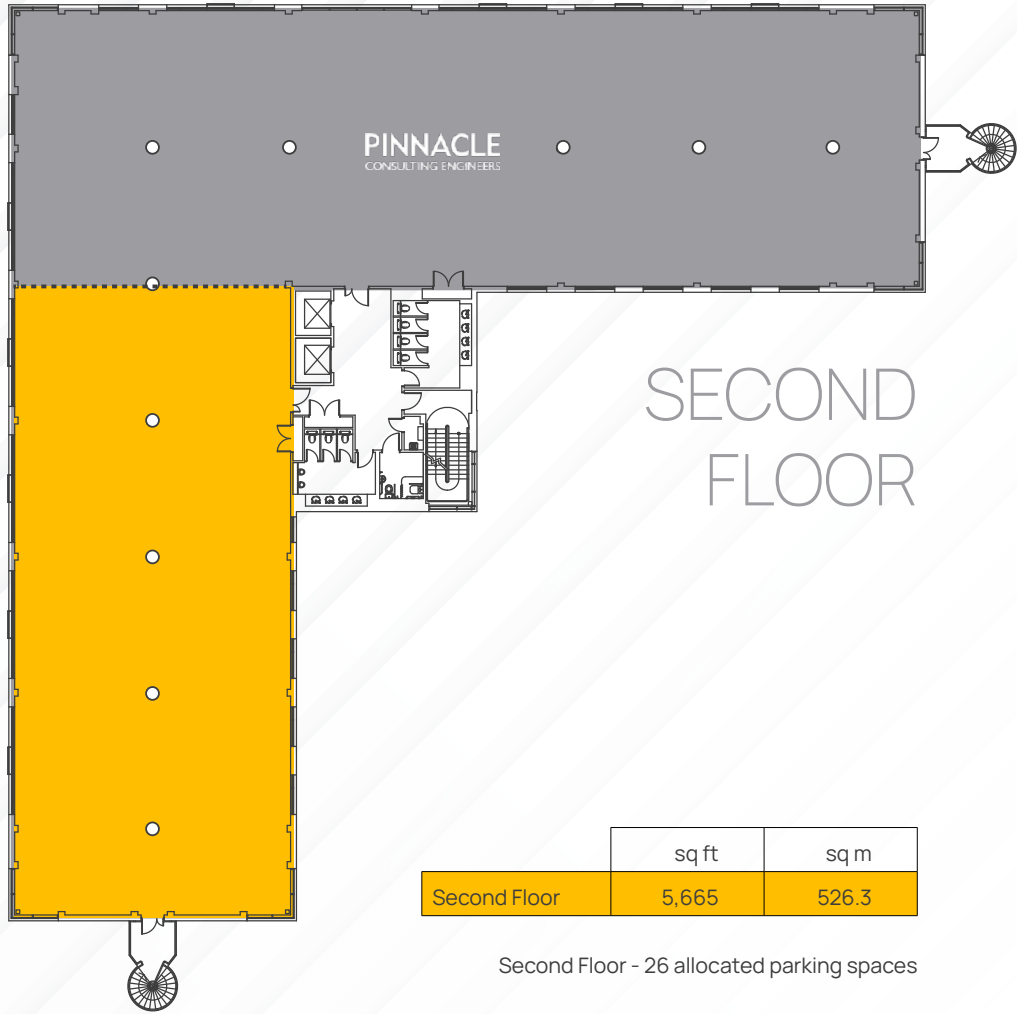 PINNACLE
CONSULTING ENGINEERS
SECOND
FLOOR
sq ft sq m
Second Floor 5,665 526.3
Second Floor - 26 allocated parking spaces